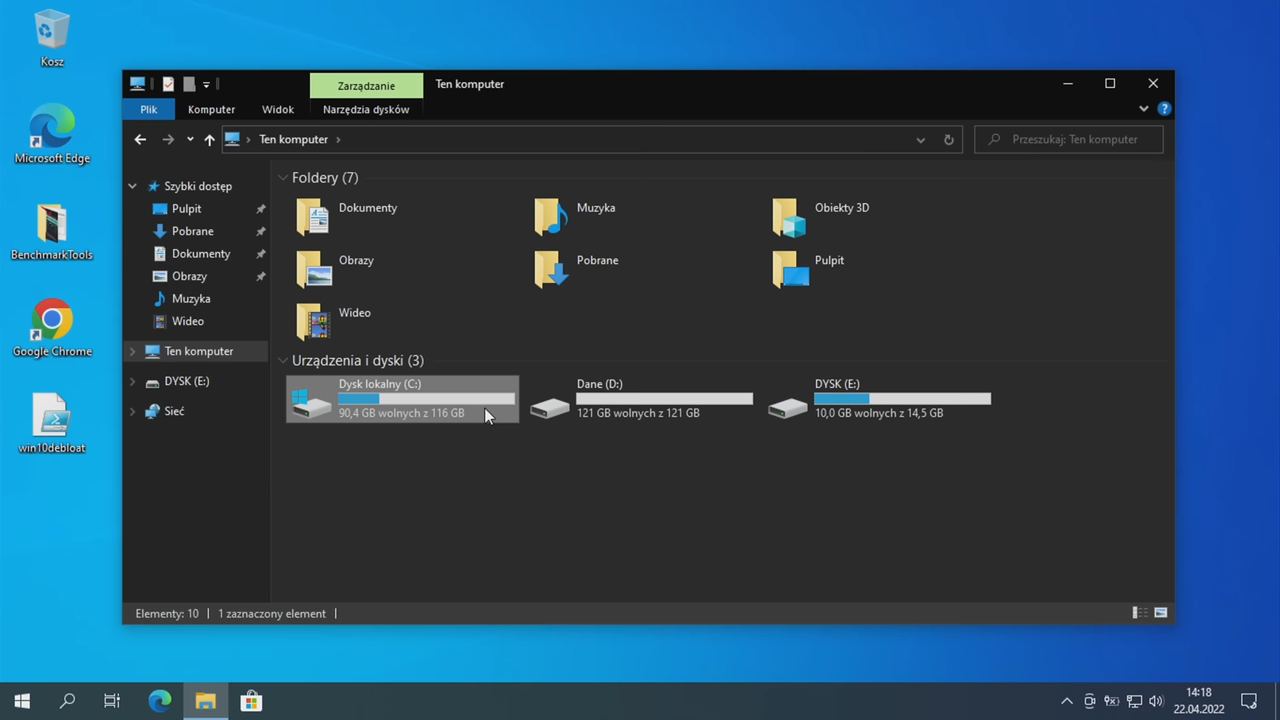 Kosz
Microsoft Edge
BenchmarkTools
Google Chrome
win10debloat
Zarządzanie
Ten komputer
Plik
Komputer
Widok
Narzędzia dysków
Ten komputer
Przeszukaj: Ten komputer
Szybki dostęp
Pulpit
Pobrane
Dokumenty
Obrazy
Muzyka
Wideo
Ten komputer
DYSK (E:)
Sieć
Foldery (7)
Dokumenty
Muzyka
Obiekty 3D
Obrazy
Pobrane
Pulpit
Wideo
Urządzenia i dyski (3)
Dysk lokalny (C:)
90,4 GB wolnych z 116 GB
Dane (D:)
121 GB wolnych z 121 GB
DYSK (E:)
10,0 GB wolnych z 14,5 GB
Elementy: 10
1 zaznaczony element
14:18
22.04.2022